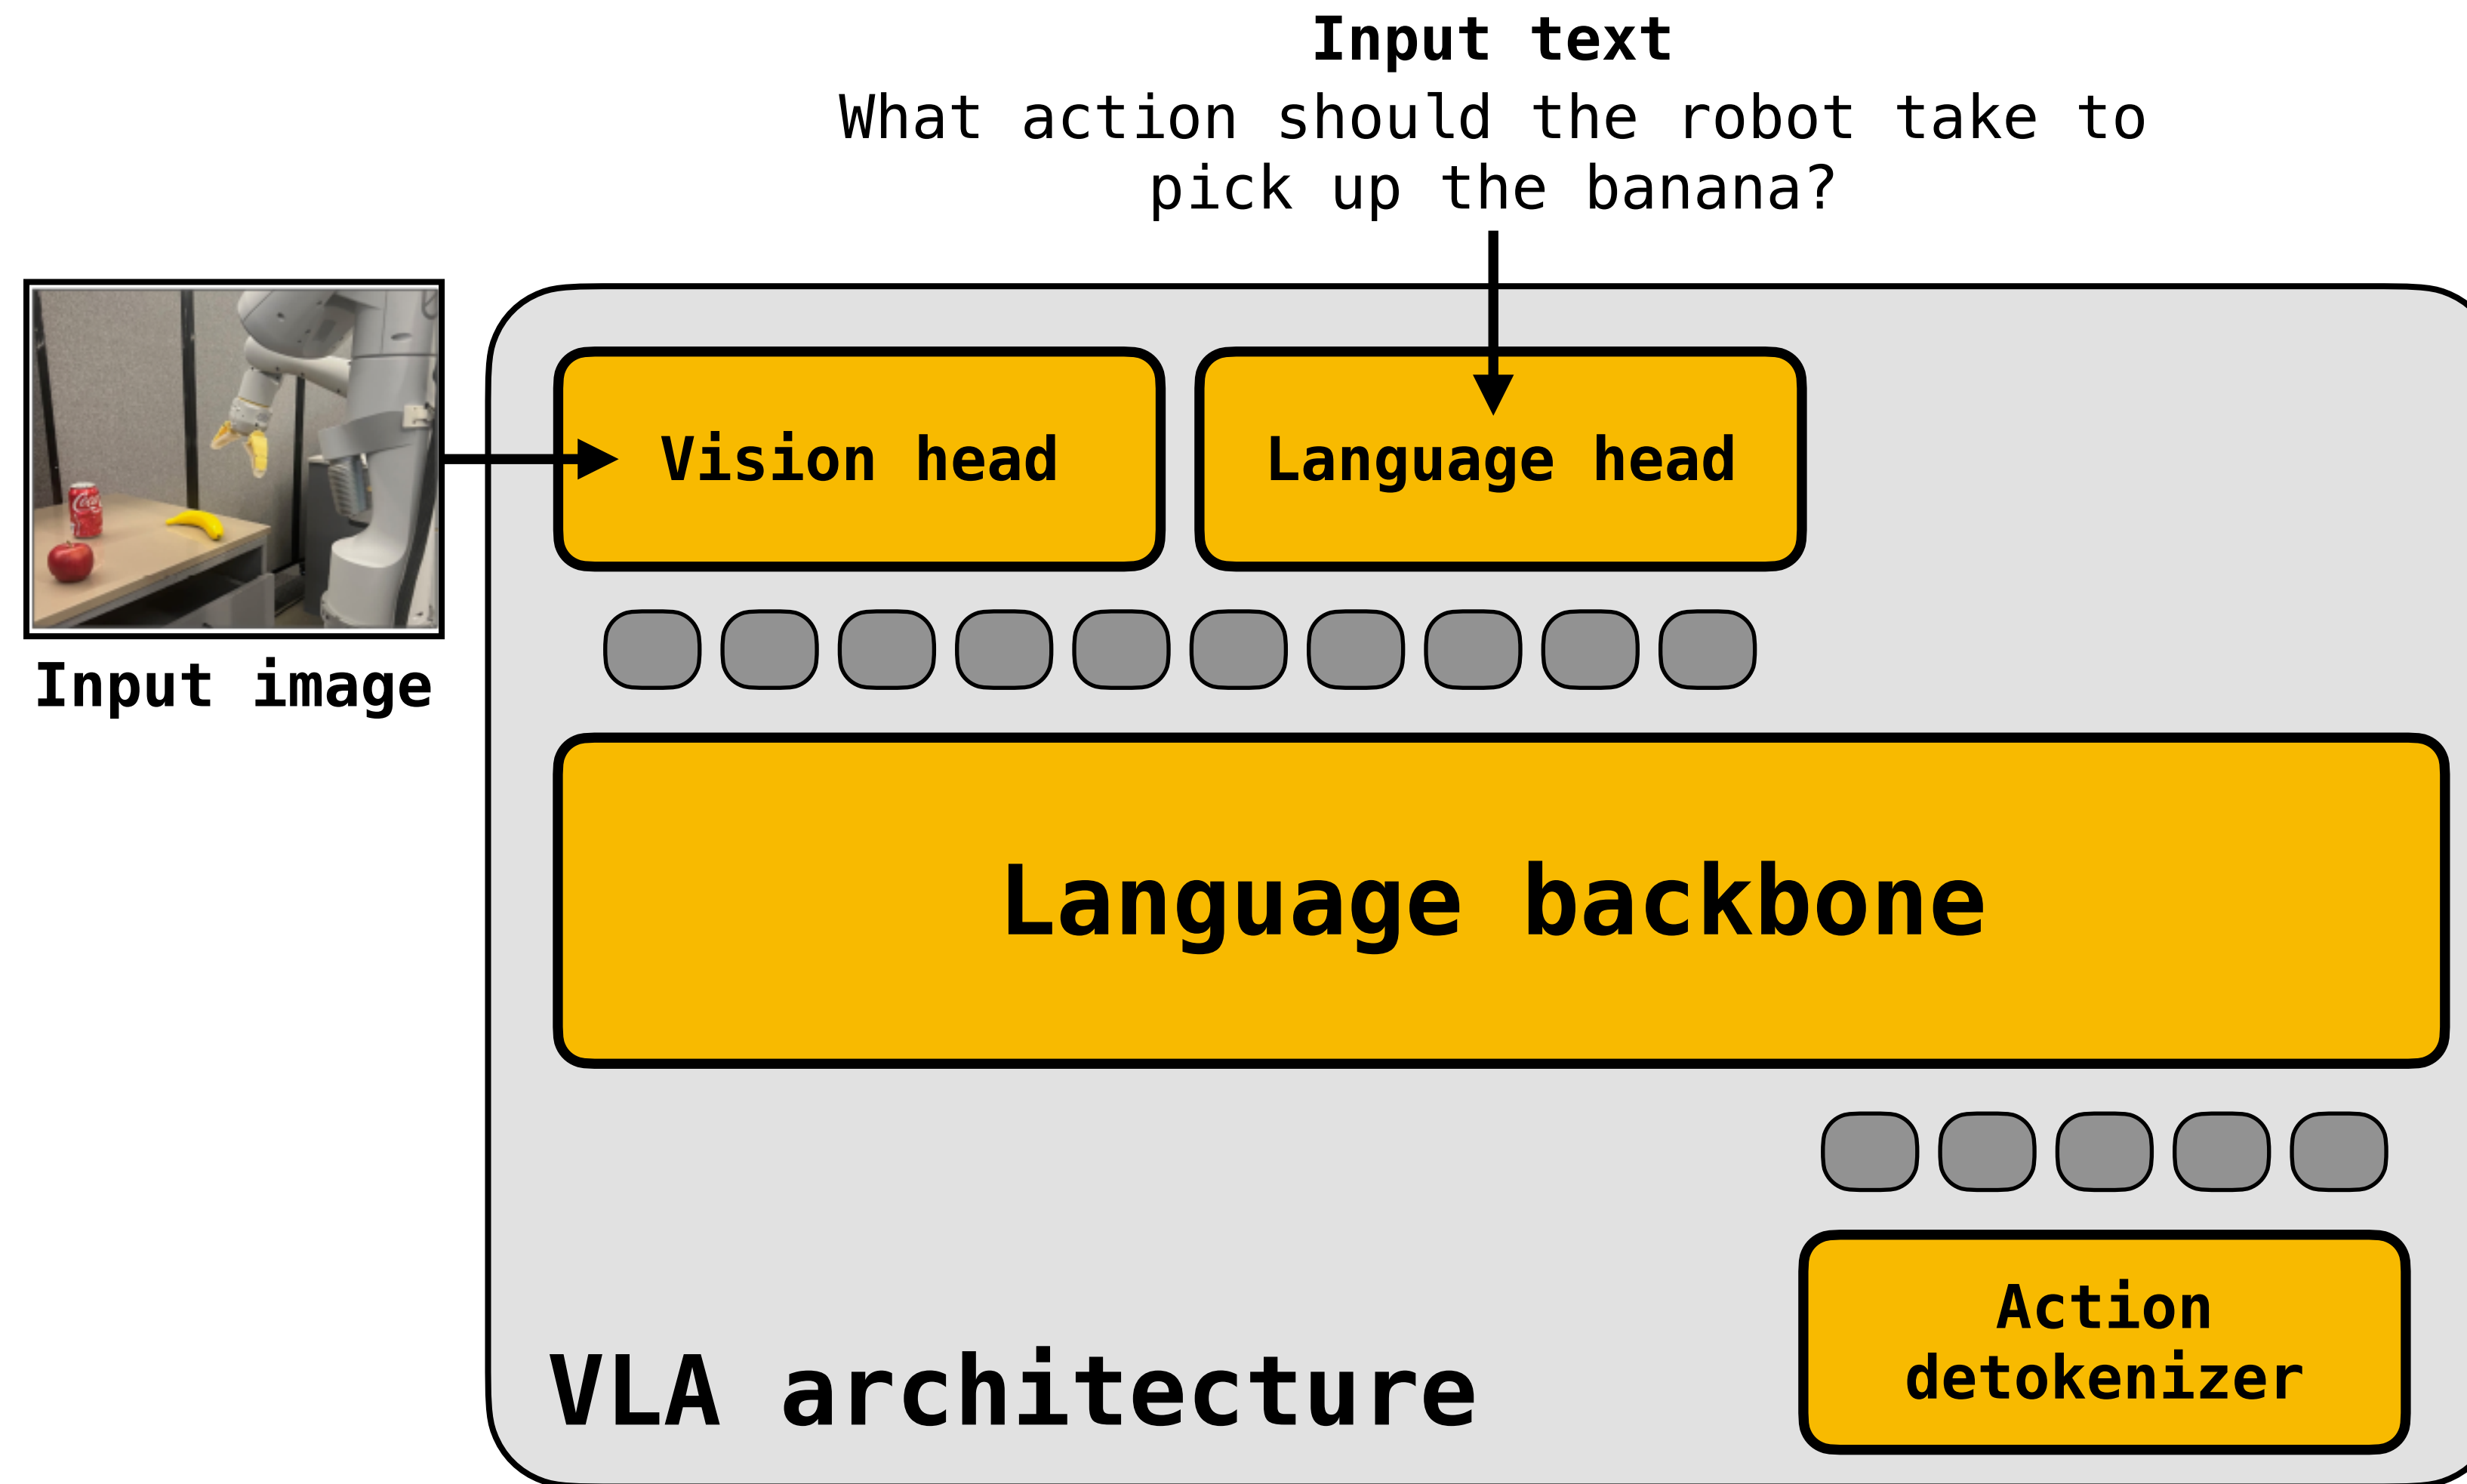 Input text
What action should the robot take to
pick up the banana?
Input image
Vision head
Language head
Language backbone
Action
detokenizer
VLA architecture